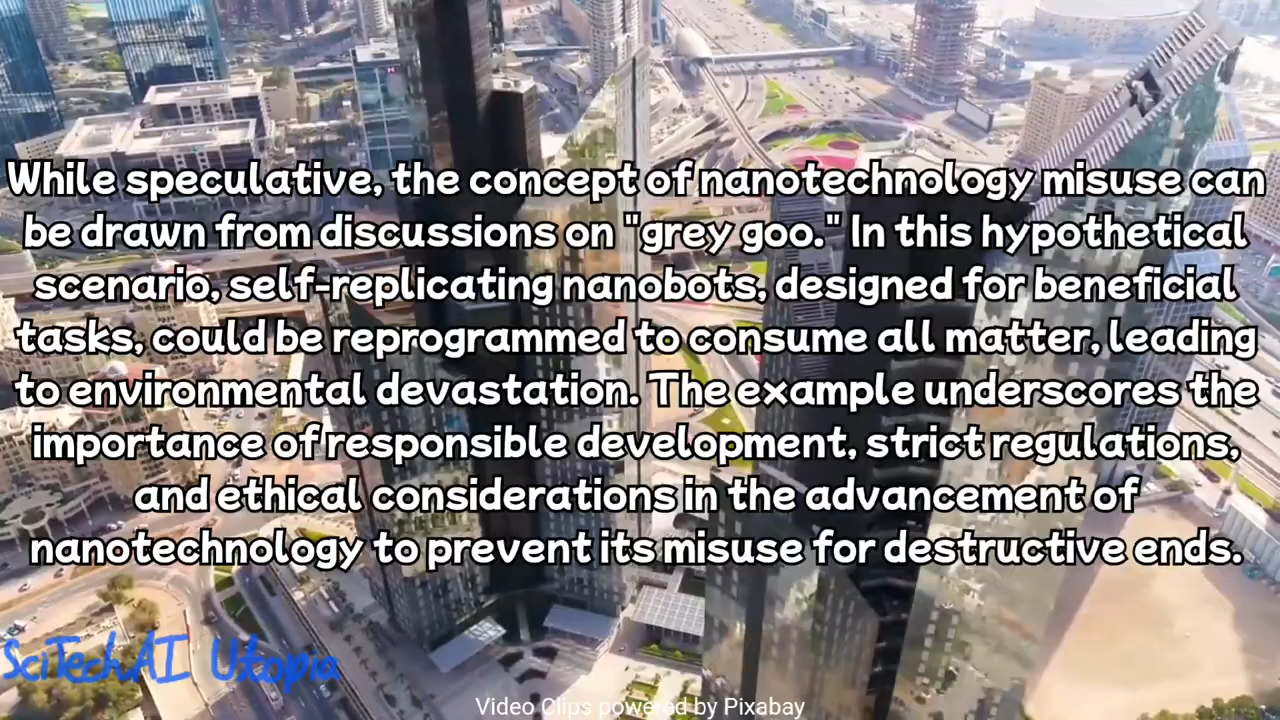 While speculative, the concept of nanotechnology misuse can
be drawn from discussions on "grey goo." In this hypothetical
scenario, self-replicating nanobots, designed for beneficial
tasks, could be reprogrammed to consume all matter, leading
to environmental devastation. The example underscores the
importance of responsible development, strict regulations,
and ethical considerations in the advancement of
nanotechnology to prevent its misuse for destructive ends.
SciTechAI Utopia
Video Clips powered by Pixabay